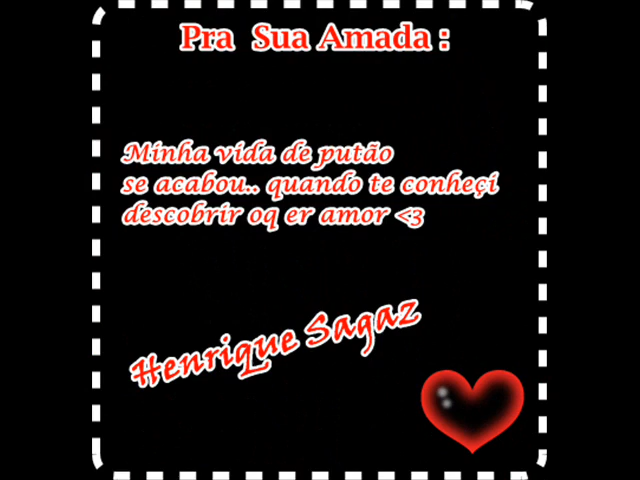 Pra Sua Amada :
Minha vida de putão
se acabou.. quando te conheçi
descobrir oq er amor <3
Henrique Sagaz